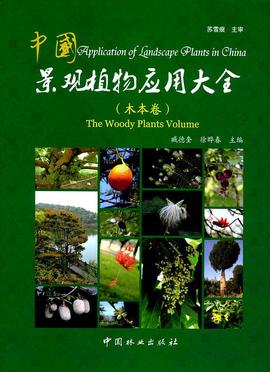 苏雪痕 主审
中國
Application of Landscape Plants in China
景观植物应用大全
(木本卷)
The Woody Plants Volume
臧德奎 徐晔春 主编
中国林业出版社